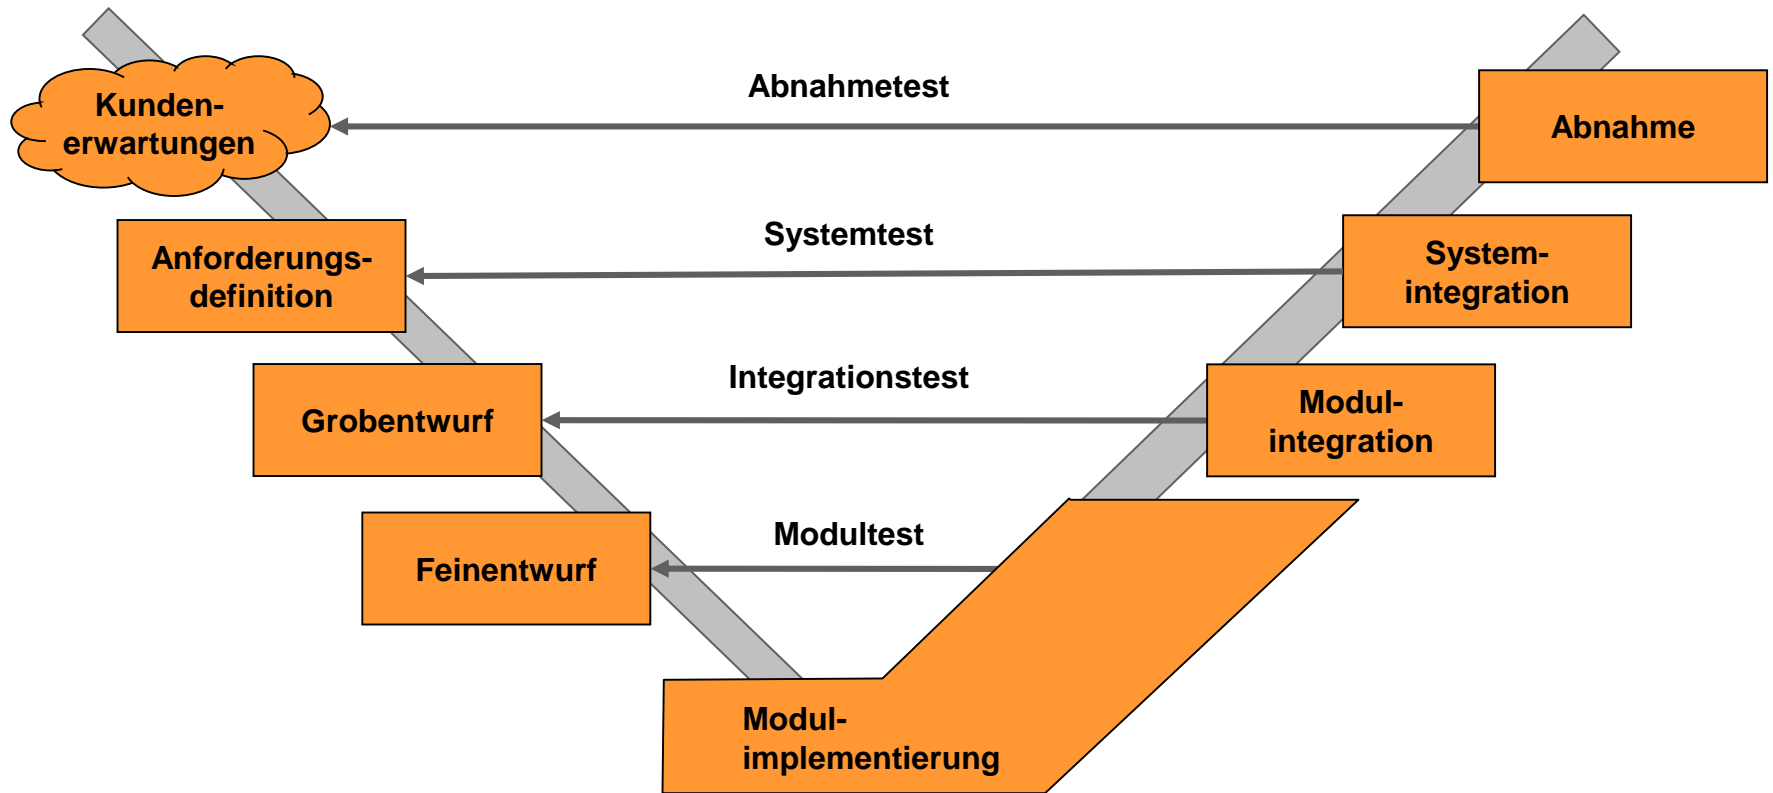 Abnahmetest
Kunden-
erwartungen
Abnahme
Systemtest
Anforderungs-
definition
System-
integration
Integrationstest
Grobentwurf
Modul-
integration
Modultest
Feinentwurf
Modul-
implementierung